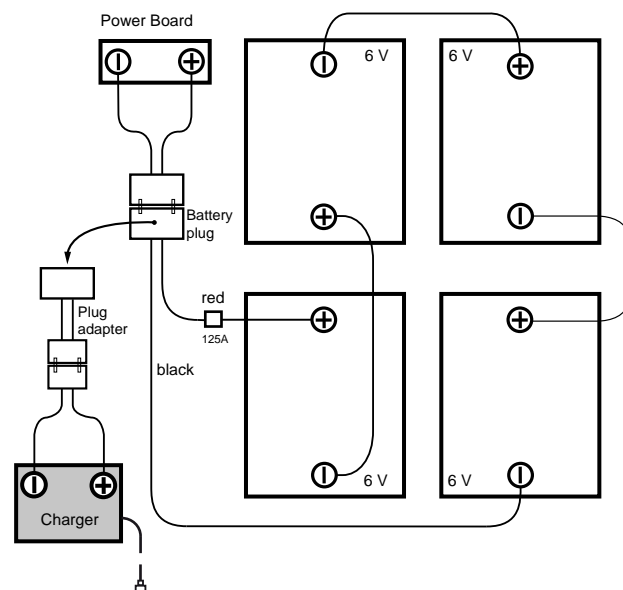 Power Board
6 V
6 V
Battery
plug
Plug
adapter
red
125A
black
6 V
6 V
Charger